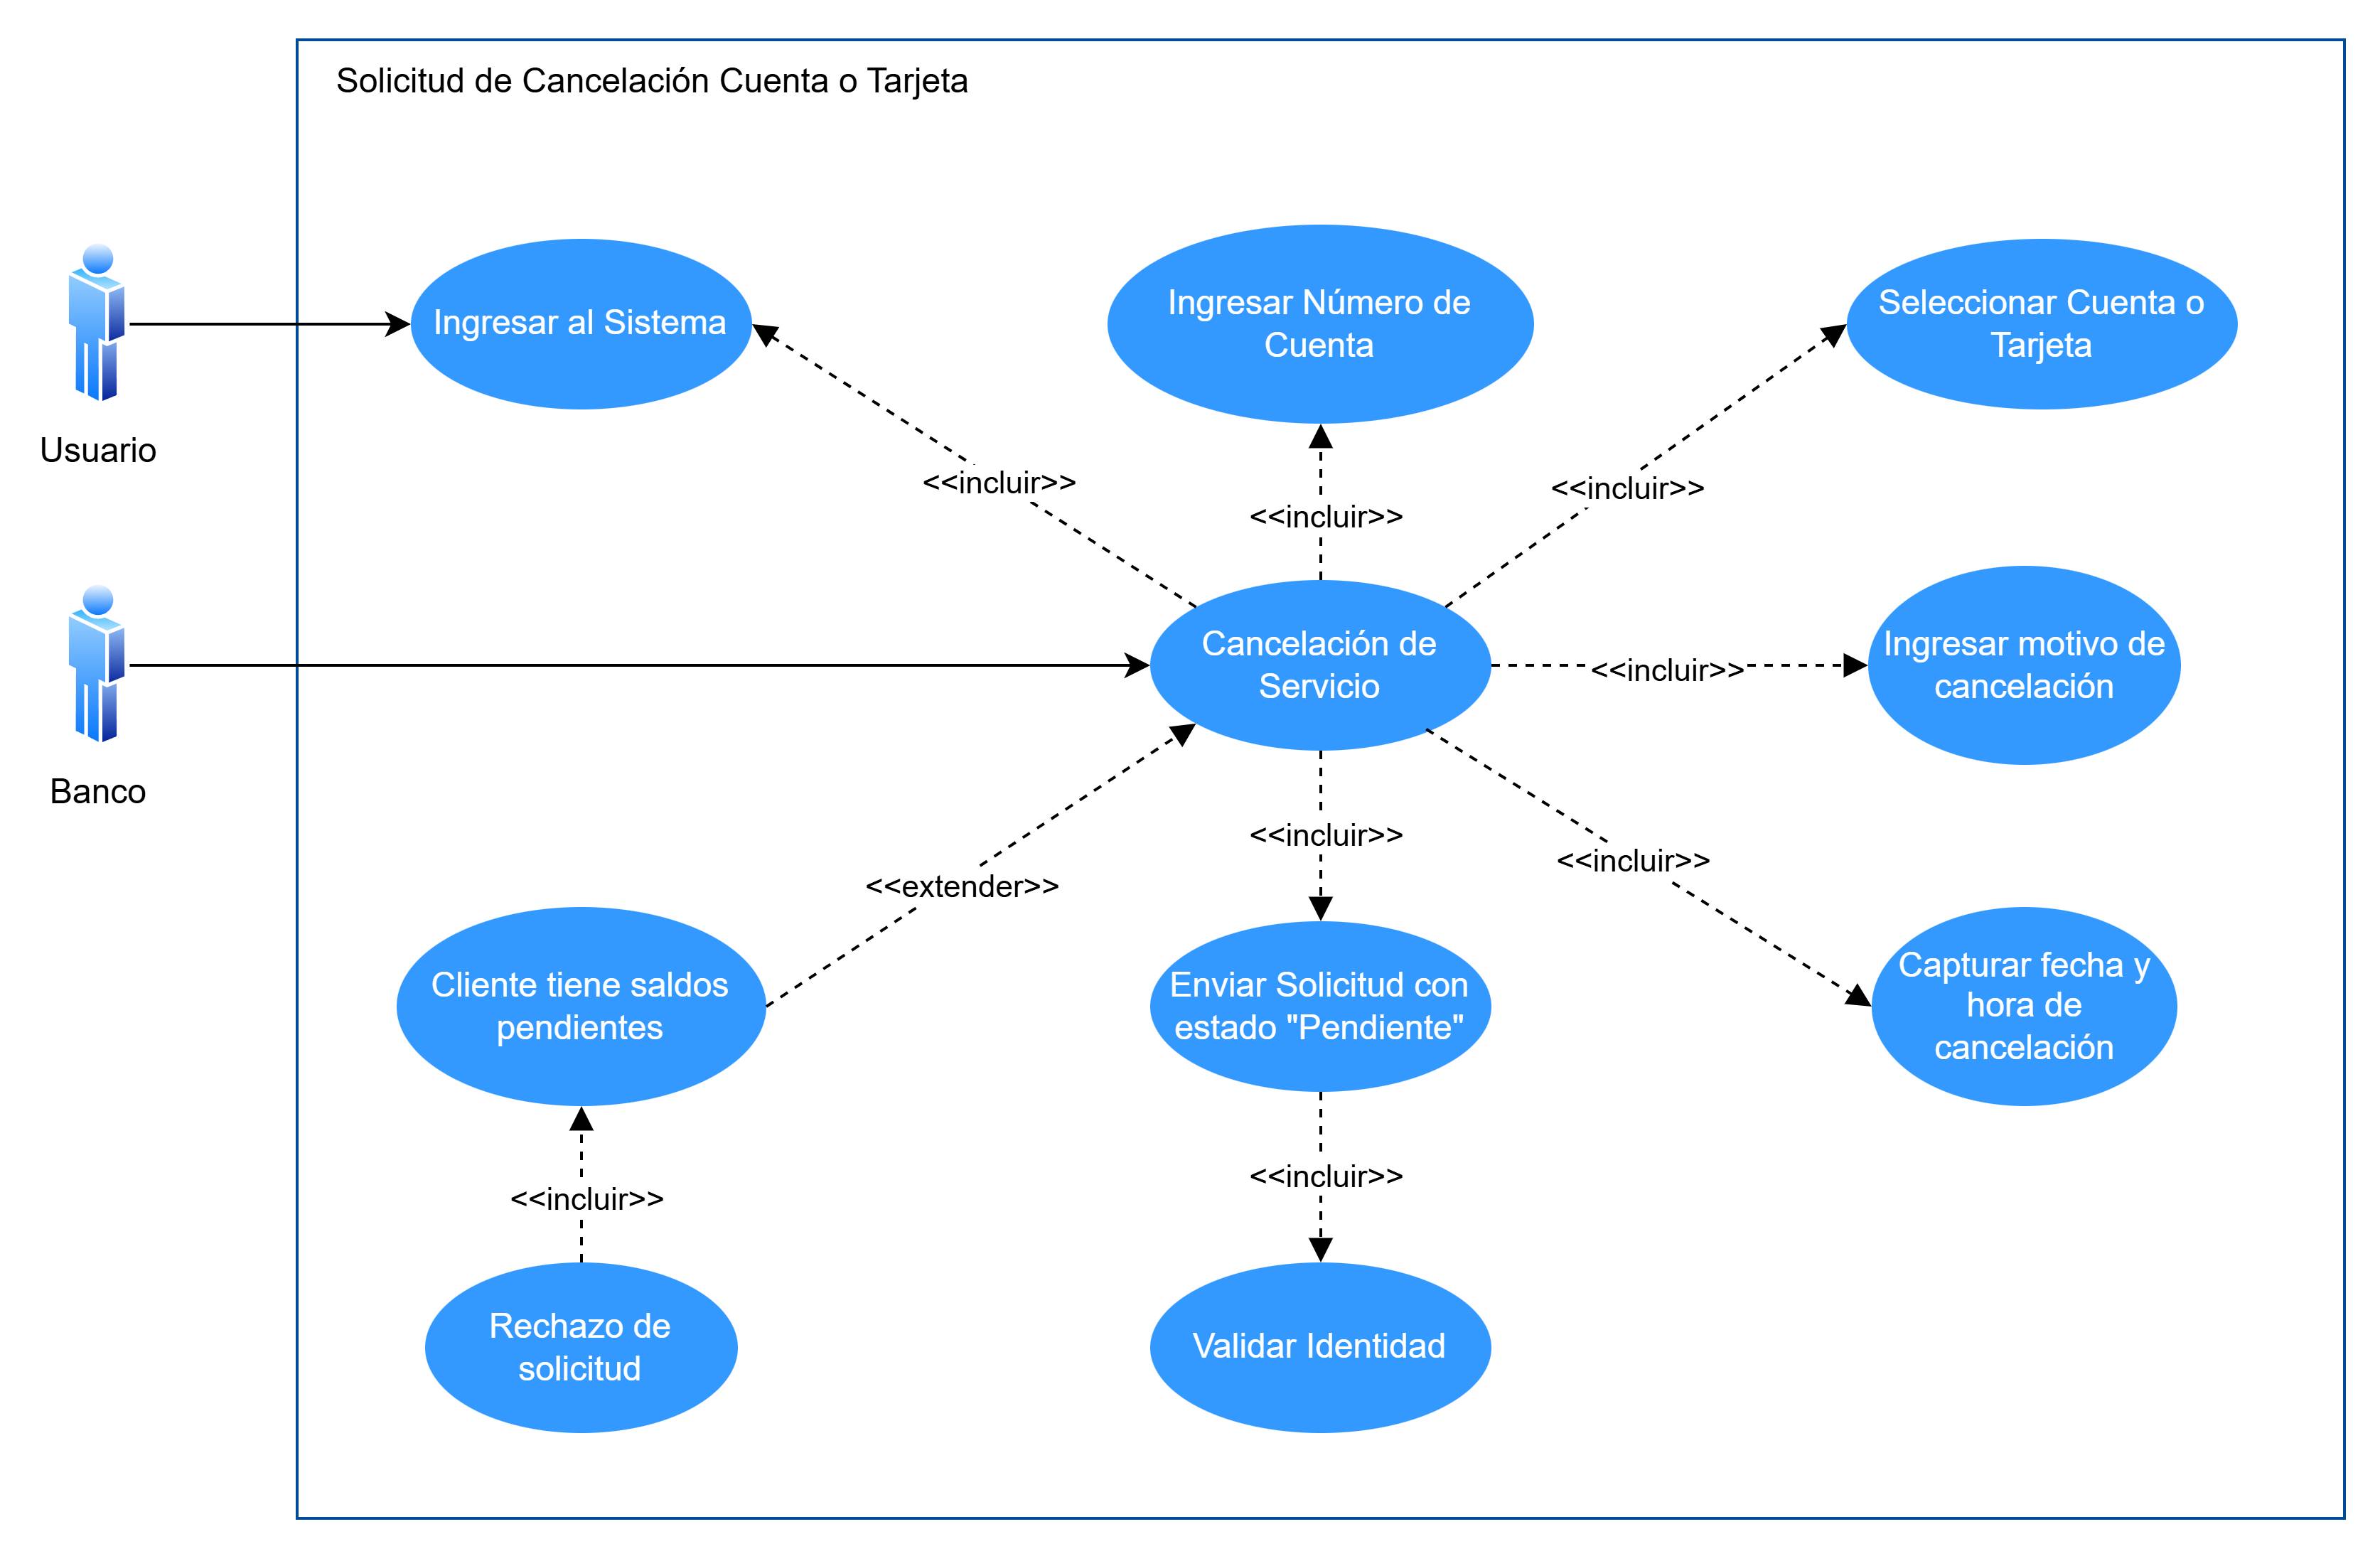 Solicitud de Cancelación Cuenta o Tarjeta
Ingresar al Sistema
Ingresar Número de
Cuenta
Seleccionar Cuenta o
Tarjeta
Usuario
<<incluir>>
<<incluir>>
<<incluir>>
Cancelación de
Servicio
<<incluir>>
Ingresar motivo de
cancelación
Banco
<<extender>>
<<incluir>>
<<incluir>>
Cliente tiene saldos
pendientes
Enviar Solicitud con
estado "Pendiente"
Capturar fecha y
hora de
cancelación
<<incluir>>
<<incluir>>
Rechazo de
solicitud
Validar Identidad